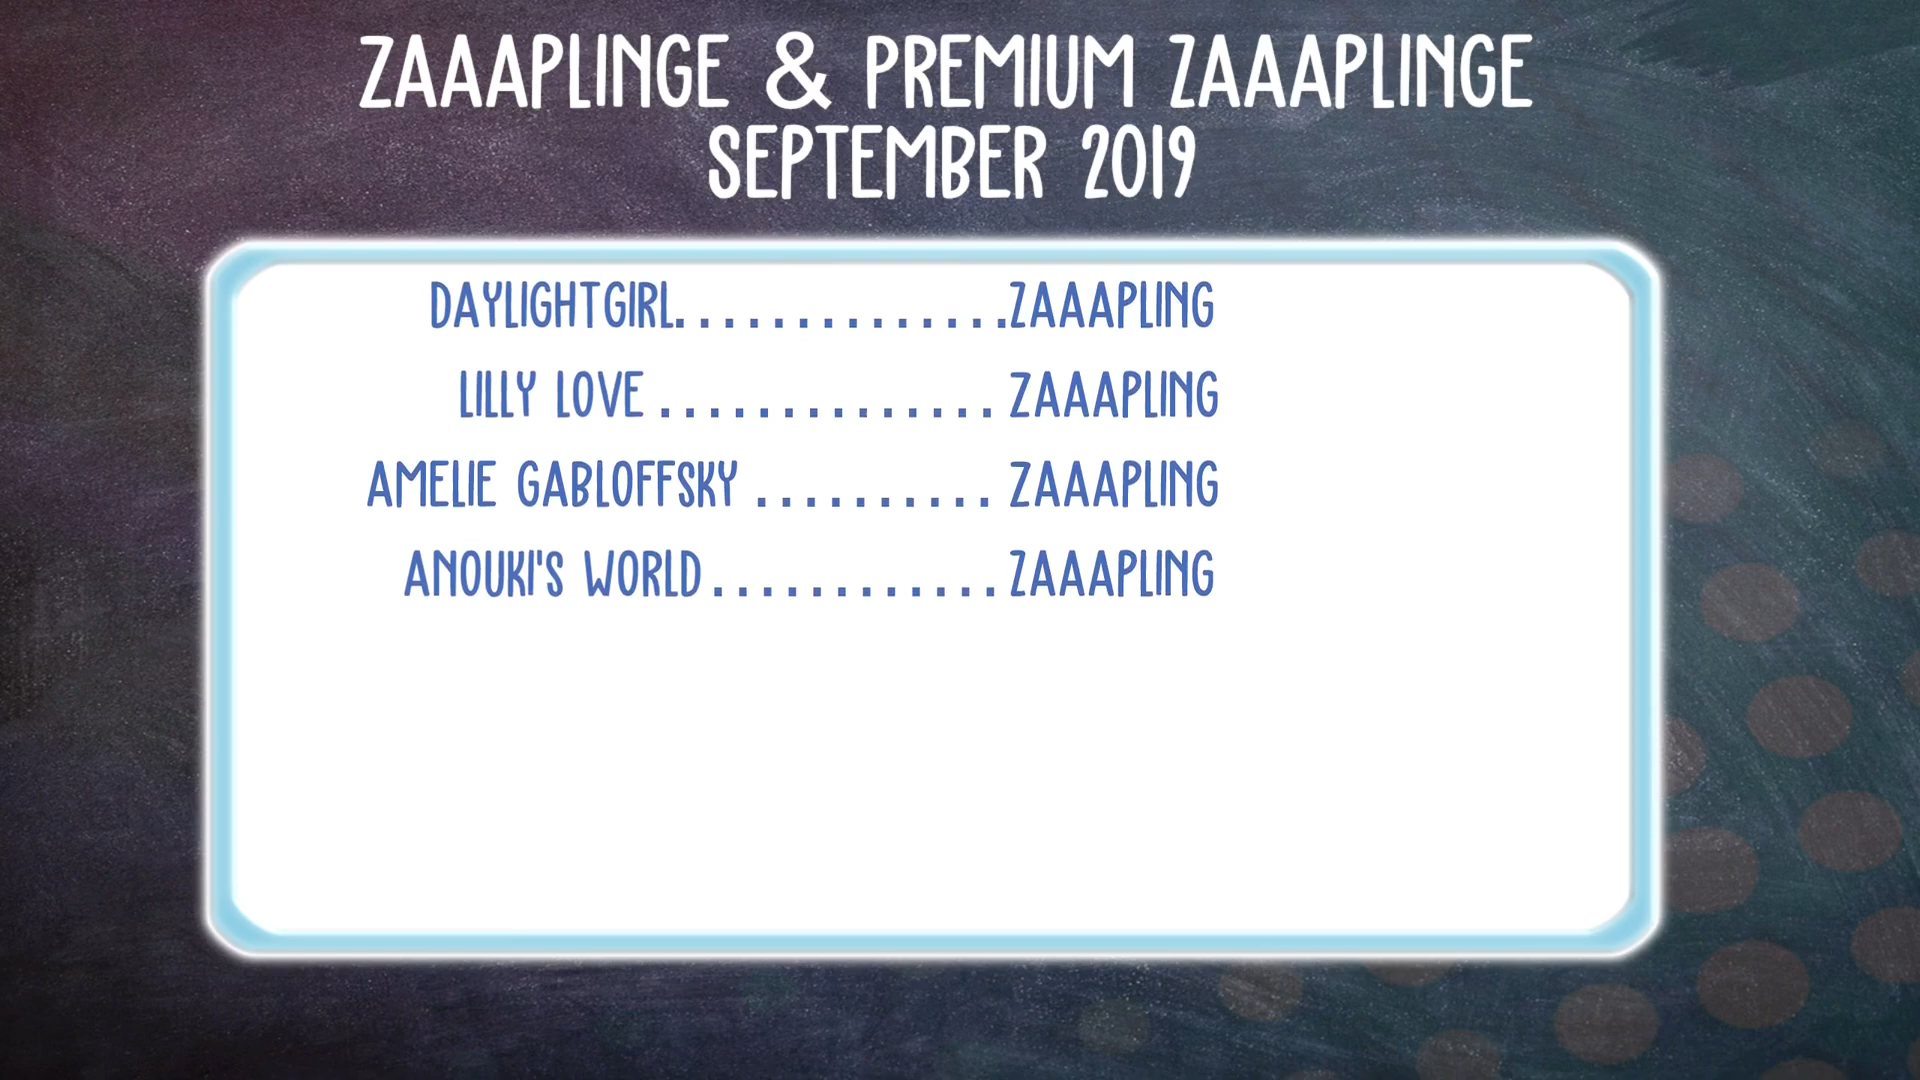 ZAAAPLINGE & PREMIUM ZAAAPLINGE
SEPTEMBER 2019
DAYLIGHTGIRL..............ZAAAPLING
LILLY LOVE .............. ZAAAPLING
AMELIE GABLOFFSKY .......... ZAAAPLING
ANOUKI'S WORLD............ZAAAPLING